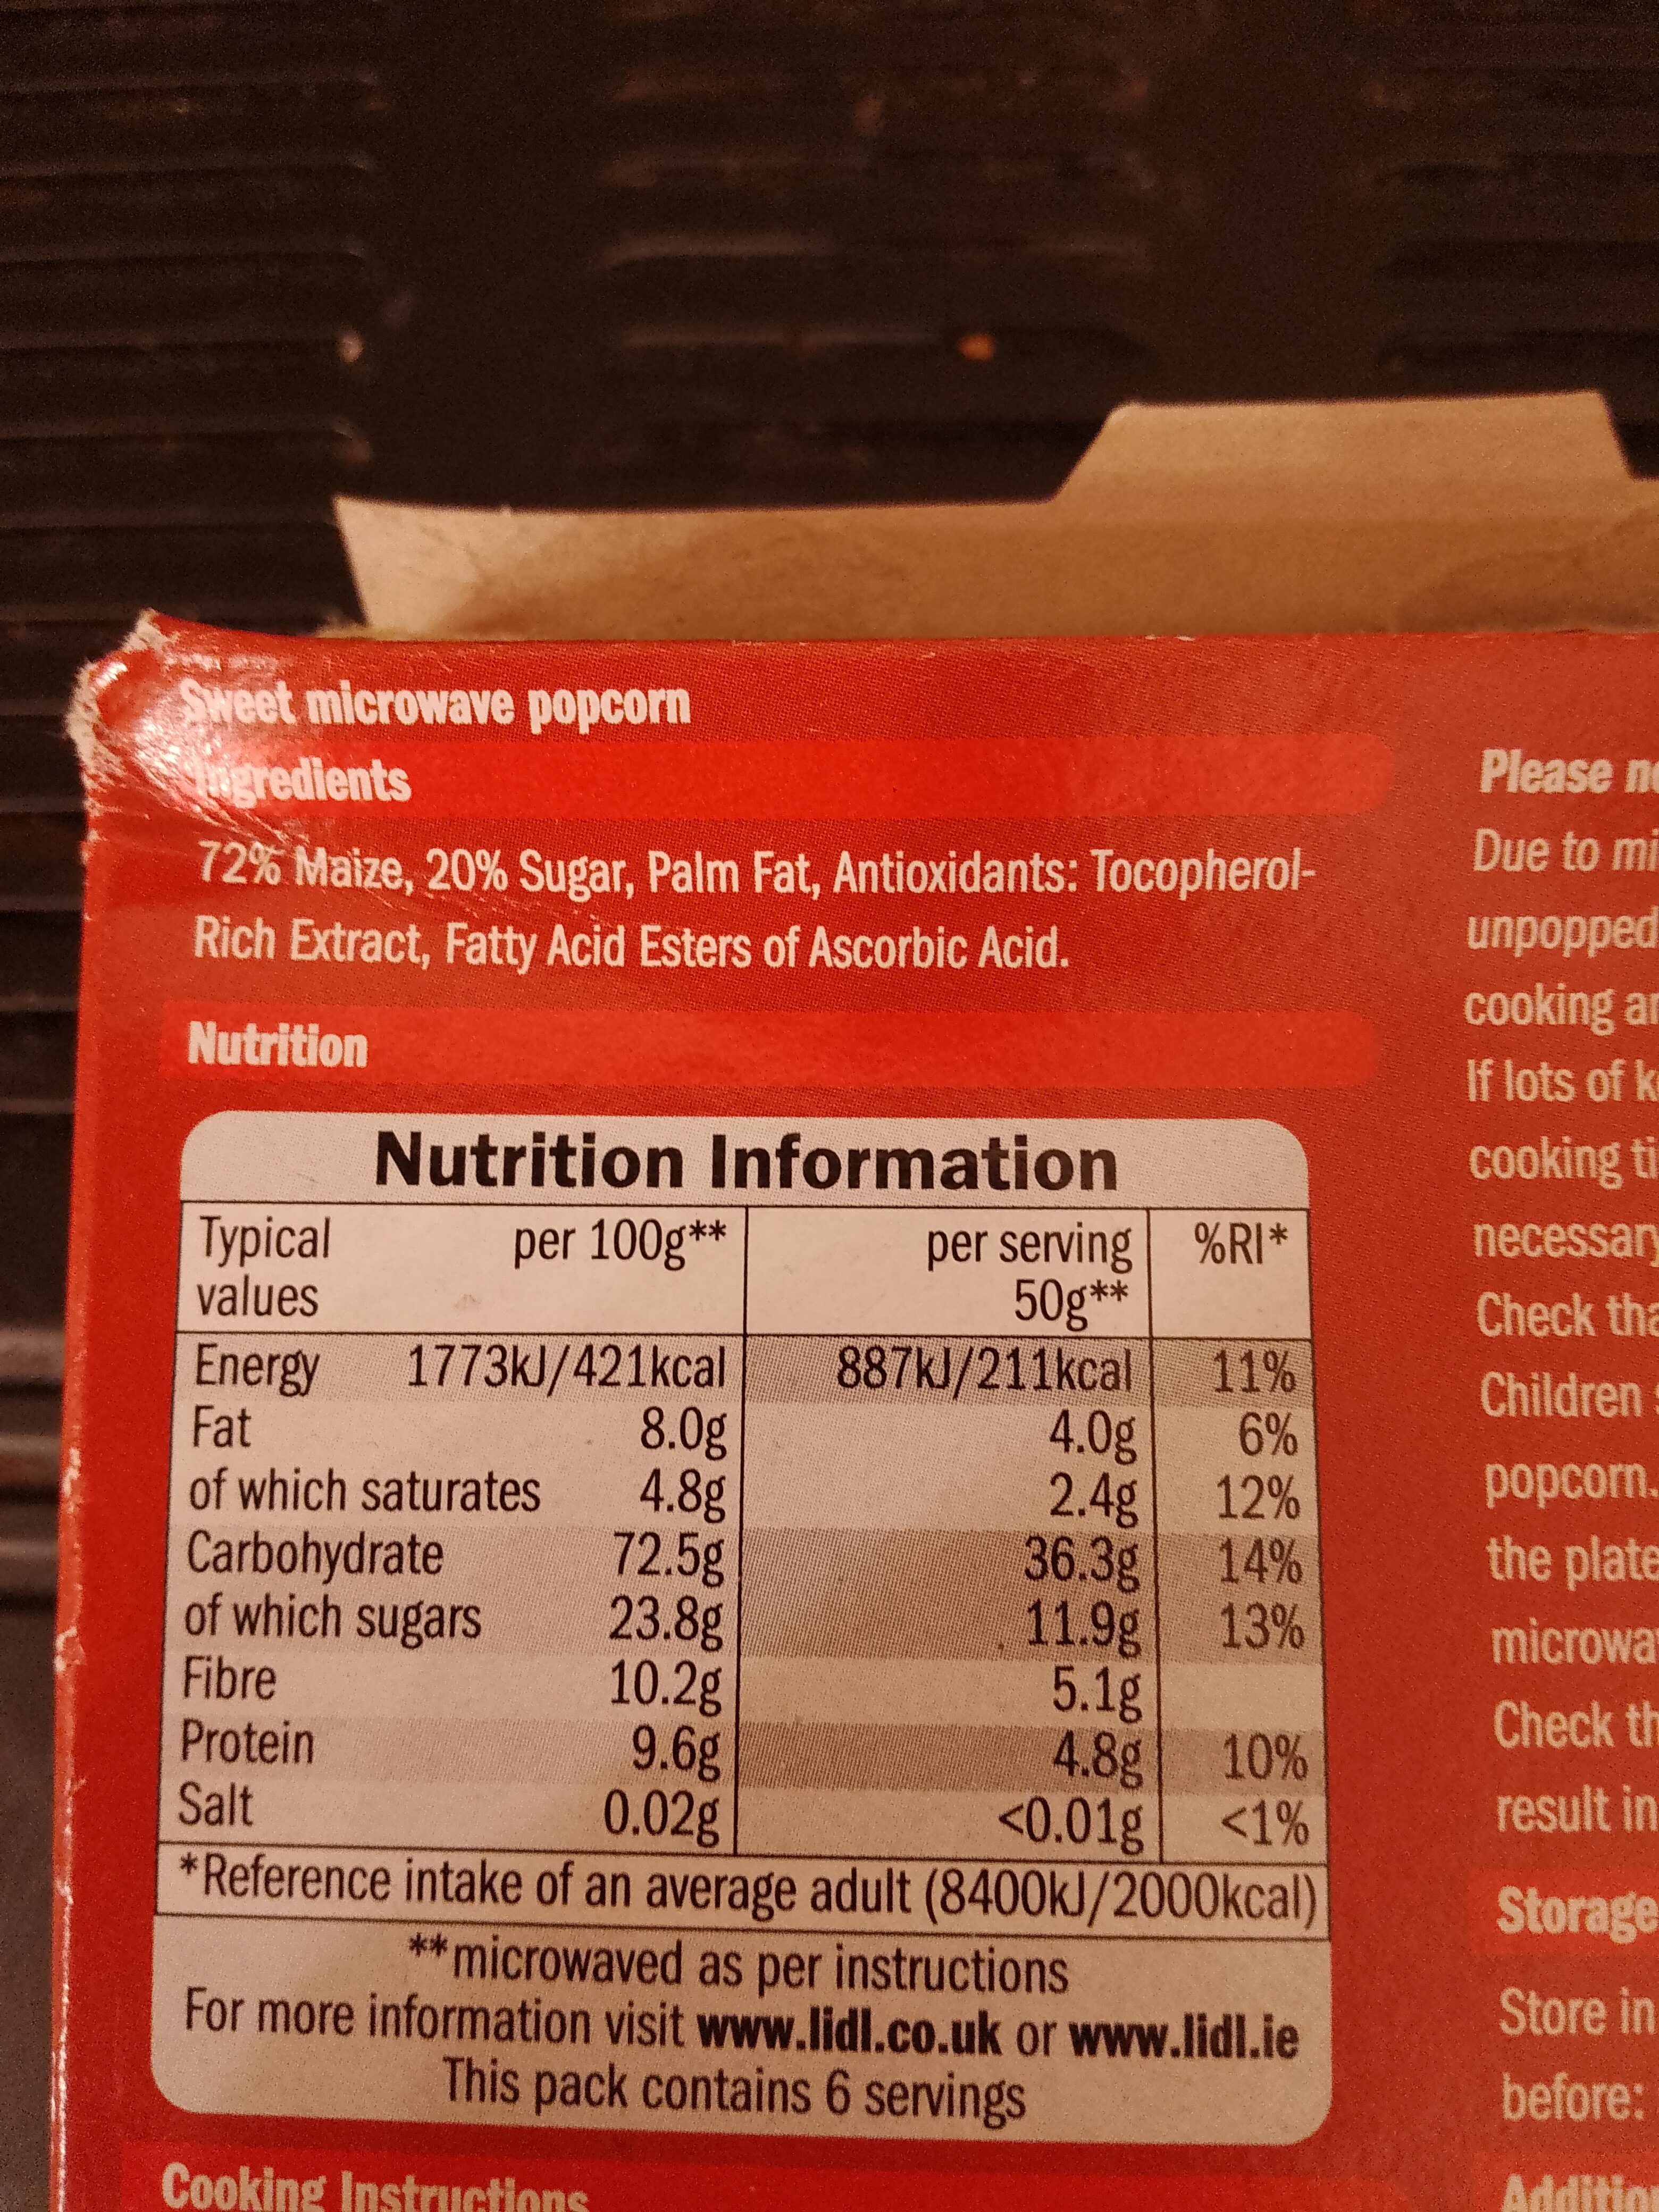 Sweet microwave popcorn
Ingredients
72% Maize, 20% Sugar, Palm Fat, Antioxidants: Tocopherol-
Rich Extract, Fatty Acid Esters of Ascorbic Acid.
Nutrition
Nutrition Information
Typical values per 100g** per serving 50g** %RI*
Energy 1773kJ/421kcal 887kJ/211kcal 11%
Fat 8.0g 4.0g 6%
of which saturates 4.8g 2.4g 12%
Carbohydrate 72.5g 36.3g 14%
of which sugars 23.8g 11.9g 13%
Fibre 10.2g 5.1g
Protein 9.6g 4.8g 10%
Salt 0.02g <0.01g <1%
*Reference intake of an average adult (8400kJ/2000kcal)
**microwaved as per instructions
For more information visit www.lidl.co.uk or www.lidl.ie
This pack contains 6 servings
Cooking Instructions
Please
Due to
unpopped
cooking
If lots of
cooking
necessary
Check
Children
popcorn.
the plate
Check
result in
Storage
Store in
before: